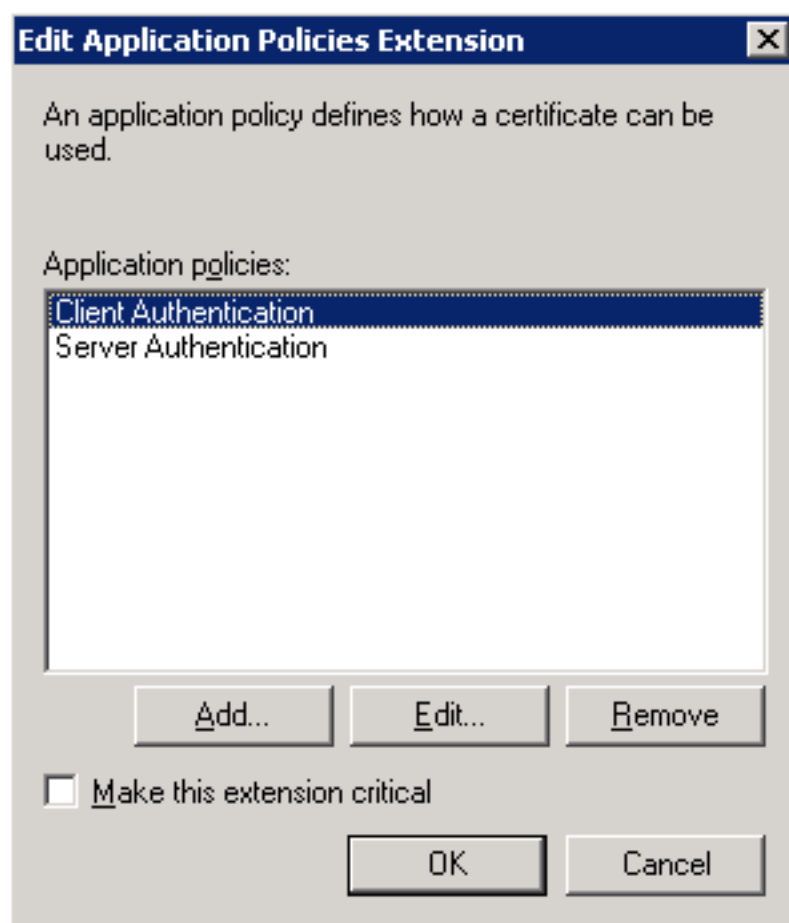 Edit Application Policies Extension
An application policy defines how a certificate can be
used.
Application policies:
Client Authentication
Server Authentication
Add... Edit... Remove
Make this extension critical
OK Cancel